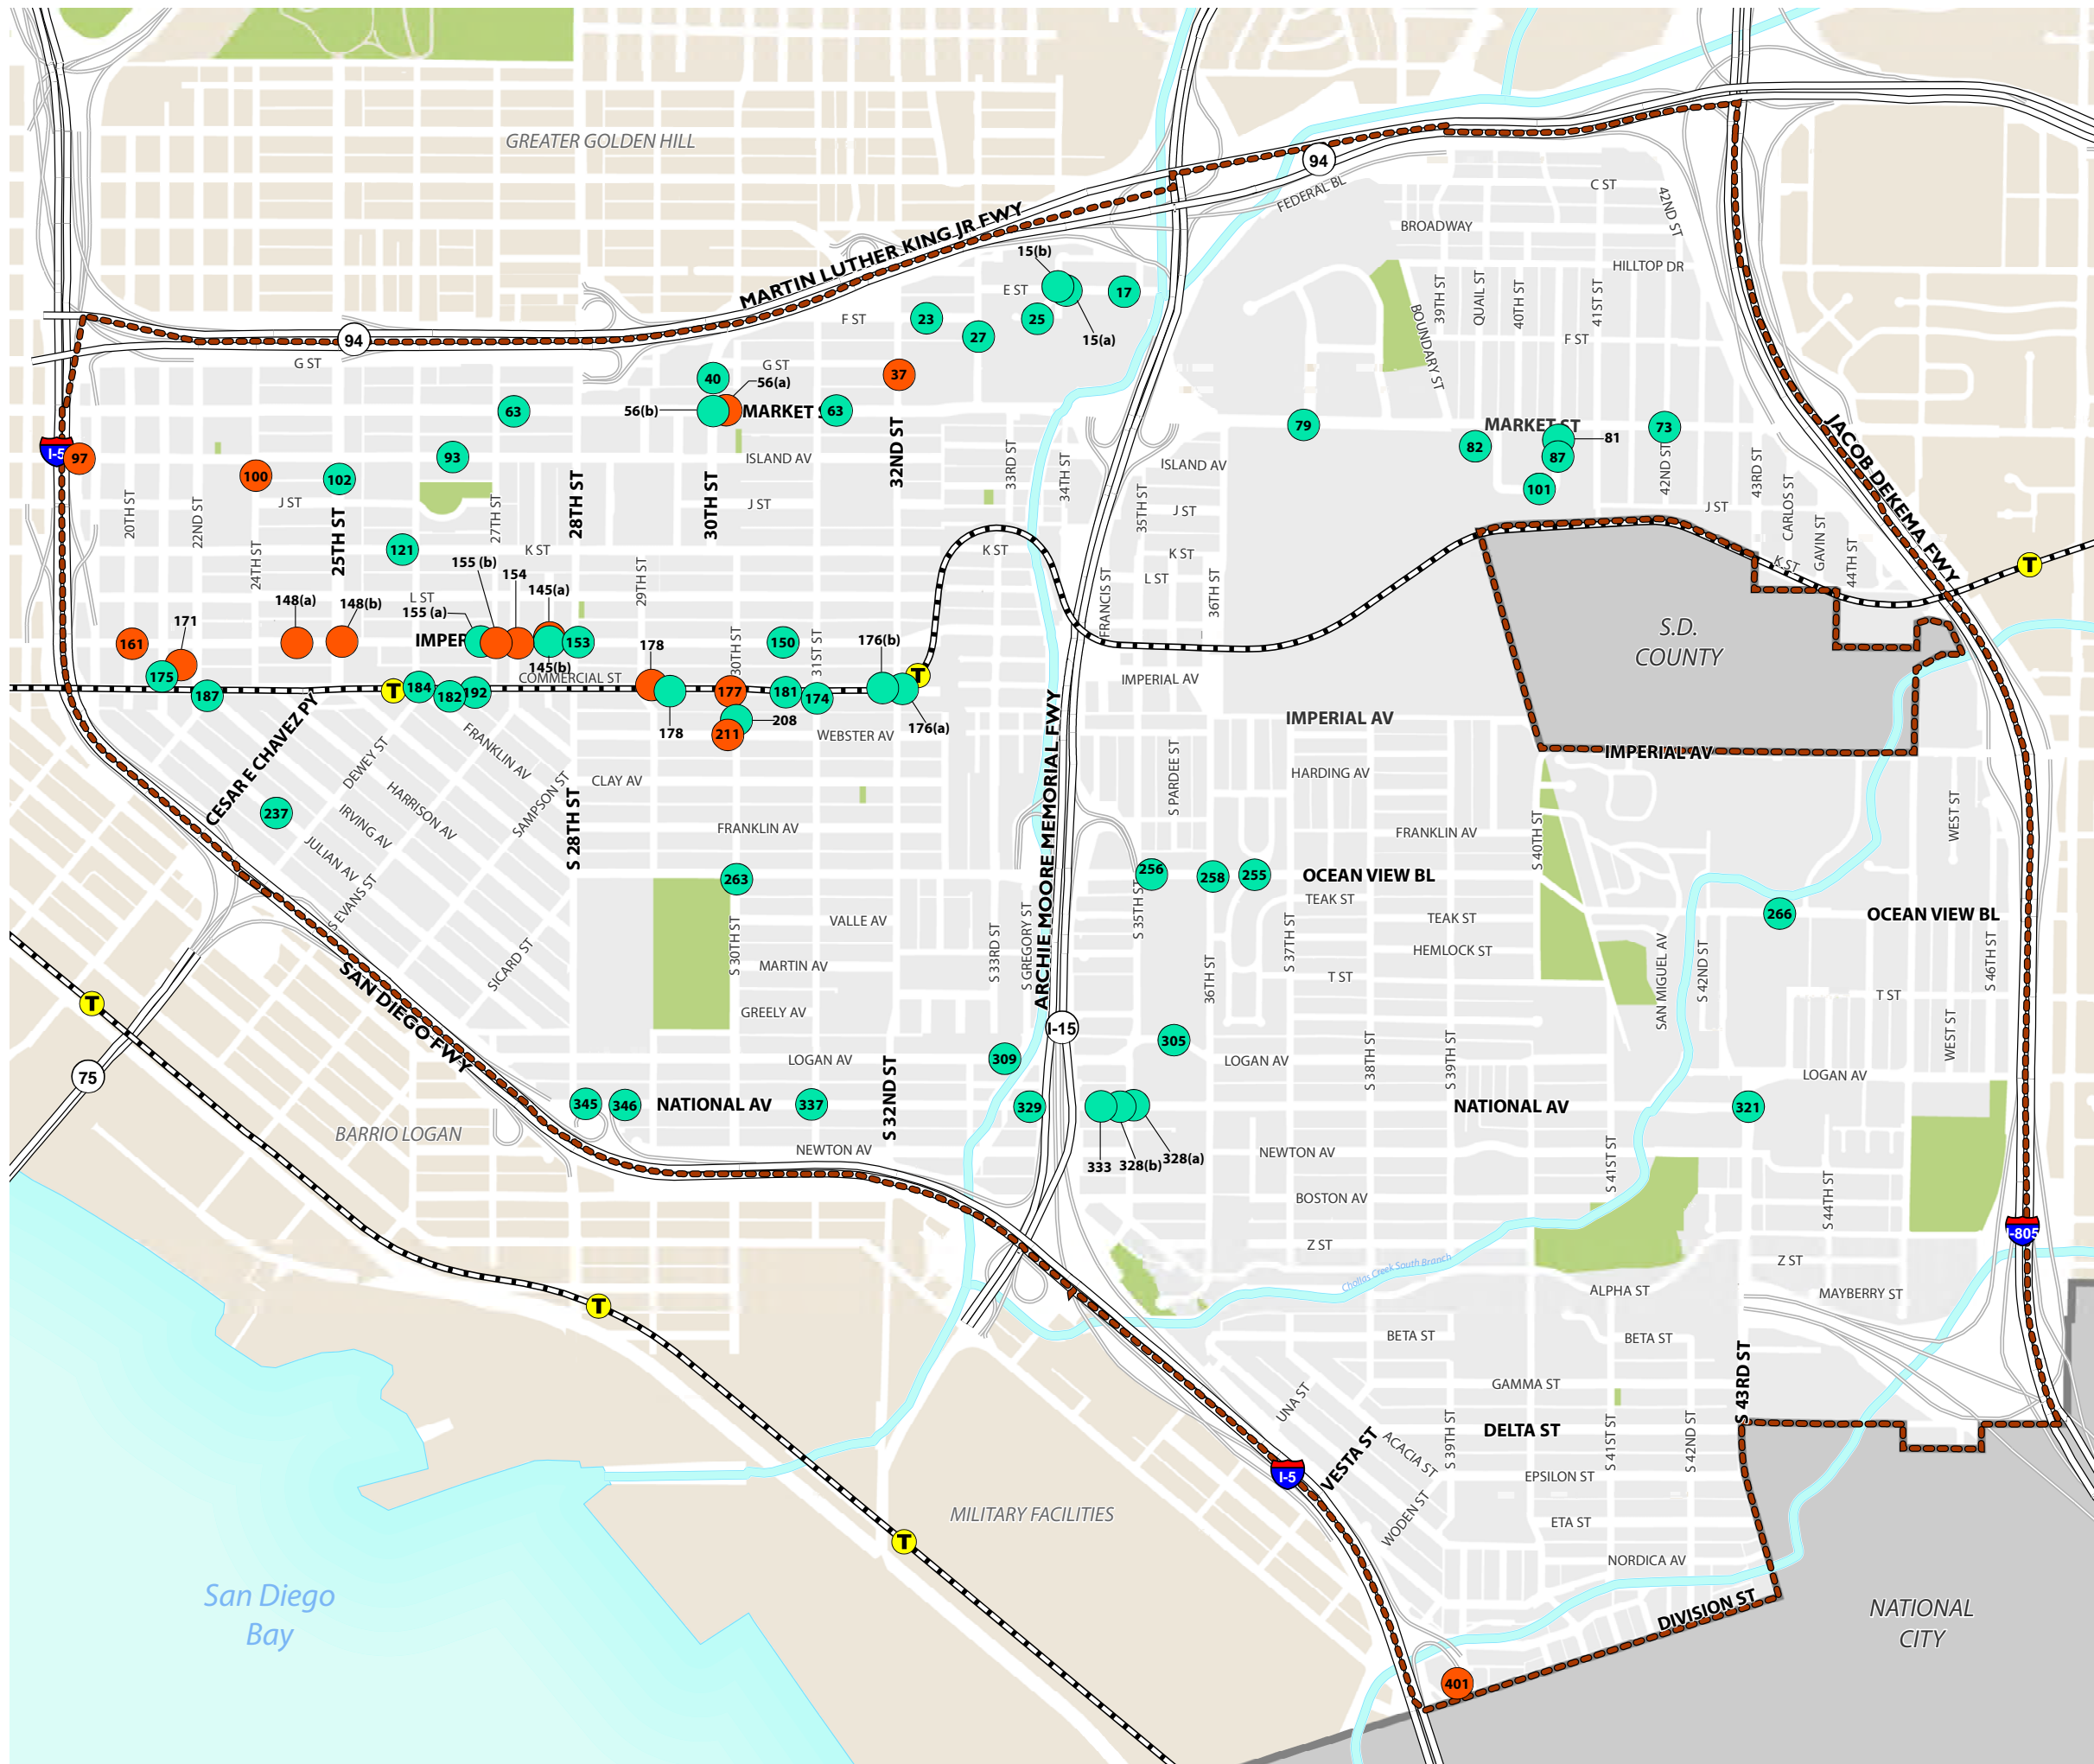 GREATER GOLDEN HILL
94
MARTIN LUTHER KING JR FWY
FEDERAL BL
C ST
42ND ST
BROADWAY
HILLTOP DR
15(b)
E ST
17
15(a)
25
23
27
F ST
39TH ST
QUAIL ST
40TH ST
41ST ST
BOUNDARY ST
F ST
94
G ST
G ST
40
56(a)
37
56(b)
MARKET S
63
63
32ND ST
79
MARKET ST
82
81
87
73
101
JACOB DEKEMA FWY
I-5
97
100
102
93
ISLAND AV
ISLAND AV
33RD ST
34TH ST
35TH ST
42ND ST
43RD ST
CARLOS ST
GAVIN ST
44TH ST
20TH ST
22ND ST
24TH ST
J ST
25TH ST
27TH ST
28TH ST
30TH ST
J ST
J ST
J ST
121
K ST
K ST
K ST
K ST
L ST
L ST
29TH ST
FRANCIS ST
36TH ST
T
155 (b)
154
145(a)
155 (a)
148(a)
148(b)
161
171
IMPER
153
145(b)
150
30TH ST
31ST ST
176(b)
178
S.D.
COUNTY
175
187
T
184
182
192
COMMERCIAL ST
178
177
181
174
T
176(a)
208
211
WEBSTER AV
IMPERIAL AV
IMPERIAL AV
IMPERIAL AV
CESAR E CHAVEZ PY
DEWEY ST
FRANKLIN AV
HARRISON AV
IRVING AV
JULIAN AV
S EVANS ST
SAMPSON ST
SICARD ST
237
CLAY AV
S 28TH ST
FRANKLIN AV
ARCHIE MOORE MEMORIAL FWY
S PARDEE ST
HARDING AV
FRANKLIN AV
S 40TH ST
WEST ST
263
256
258
255
OCEAN VIEW BL
TEAK ST
TEAK ST
HEMLOCK ST
T ST
266
OCEAN VIEW BL
S 35TH ST
36TH ST
S 37TH ST
SAN MIGUEL AV
S 42ND ST
S 46TH ST
VALLE AV
MARTIN AV
GREELY AV
S 30TH ST
S 33RD ST
S GREGORY ST
T ST
WEST ST
T
SAN DIEGO FWY
75
I-15
LOGAN AV
309
305
LOGAN AV
S 38TH ST
S 39TH ST
LOGAN AV
345
346
NATIONAL AV
337
S 32ND ST
329
333
328(b)
328(a)
NATIONAL AV
321
BARRIO LOGAN
NEWTON AV
NEWTON AV
BOSTON AV
S 41ST ST
S 44TH ST
Z ST
Z ST
I-805
Chollas Creek South Branch
ALPHA ST
MAYBERRY ST
T
BETA ST
BETA ST
GAMMA ST
UNA ST
DELTA ST
S 43RD ST
VESTA ST
ACACIA ST
S 39TH ST
S 41ST S
S 42ND ST
I-5
EPSILON ST
WODEN ST
ETA ST
MILITARY FACILITIES
T
NORDICA AV
San Diego
Bay
DIVISION ST
NATIONAL
CITY
401